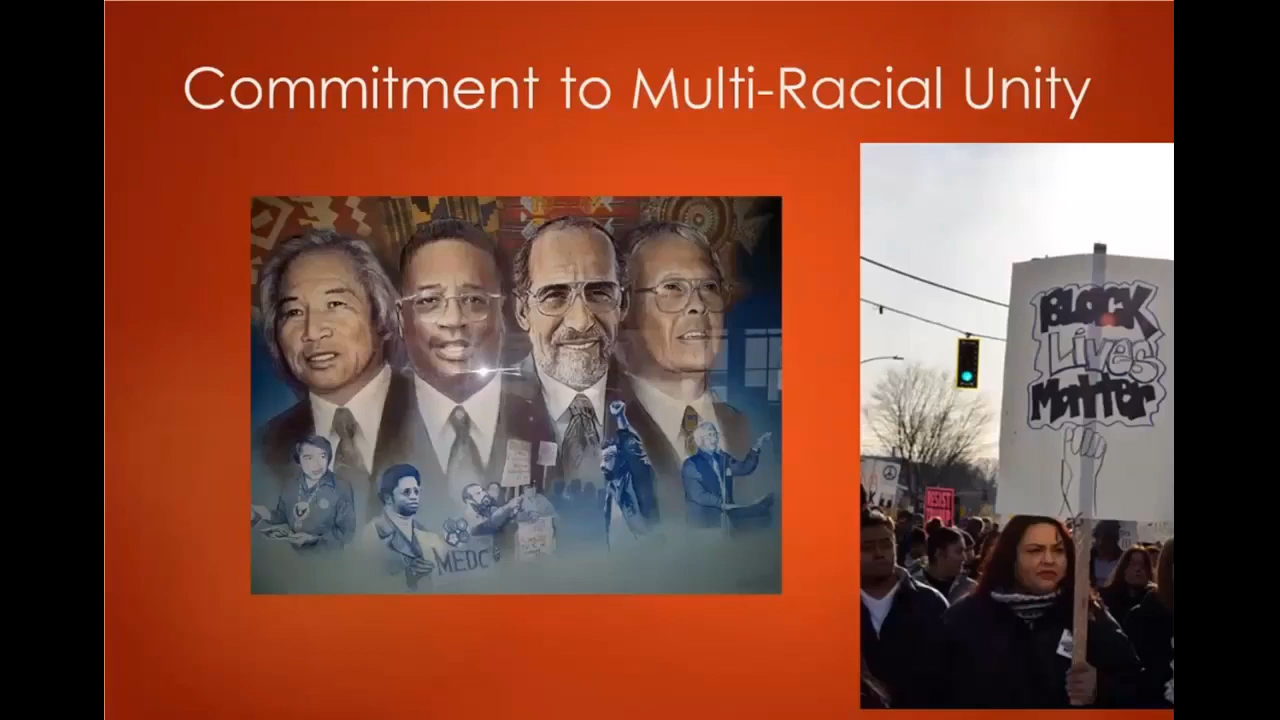 Commitment to Multi-Racial Unity
BLACK
Lives
Matter
RESIST
MEDC